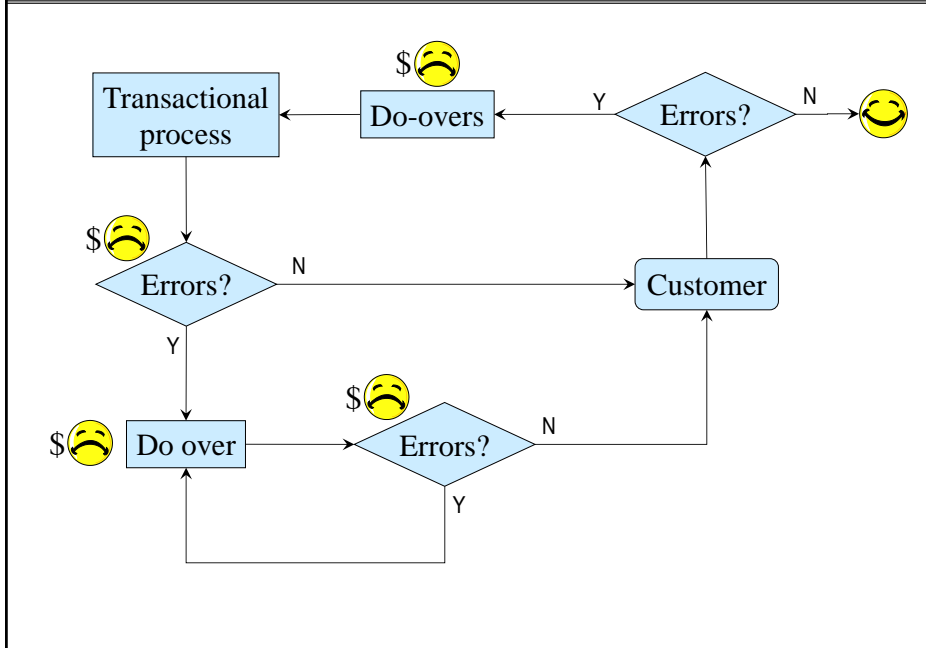 $
Transactional
process
Do-overs
Y
Errors?
N
$
Errors?
N
Customer
Y
$
$
Do over
Errors?
N
Y